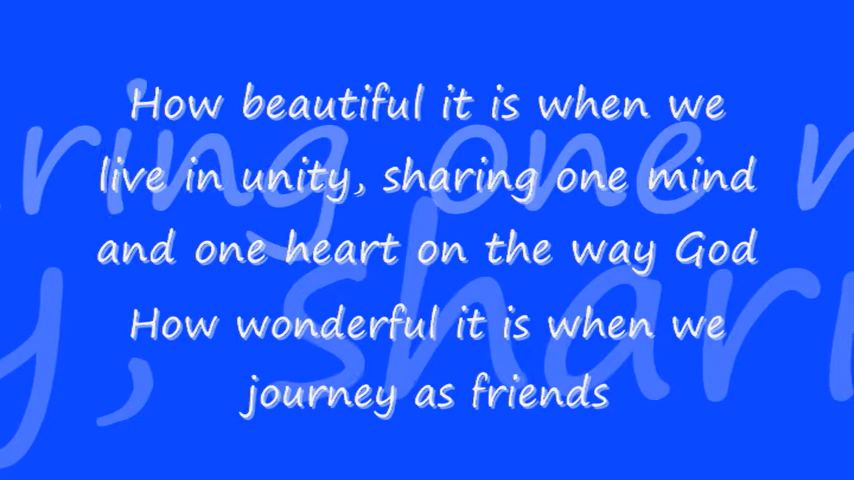 How beautiful it is when we
live in unity, sharing one mind
and one heart on the way God
How wonderful it is when we
journey as friends